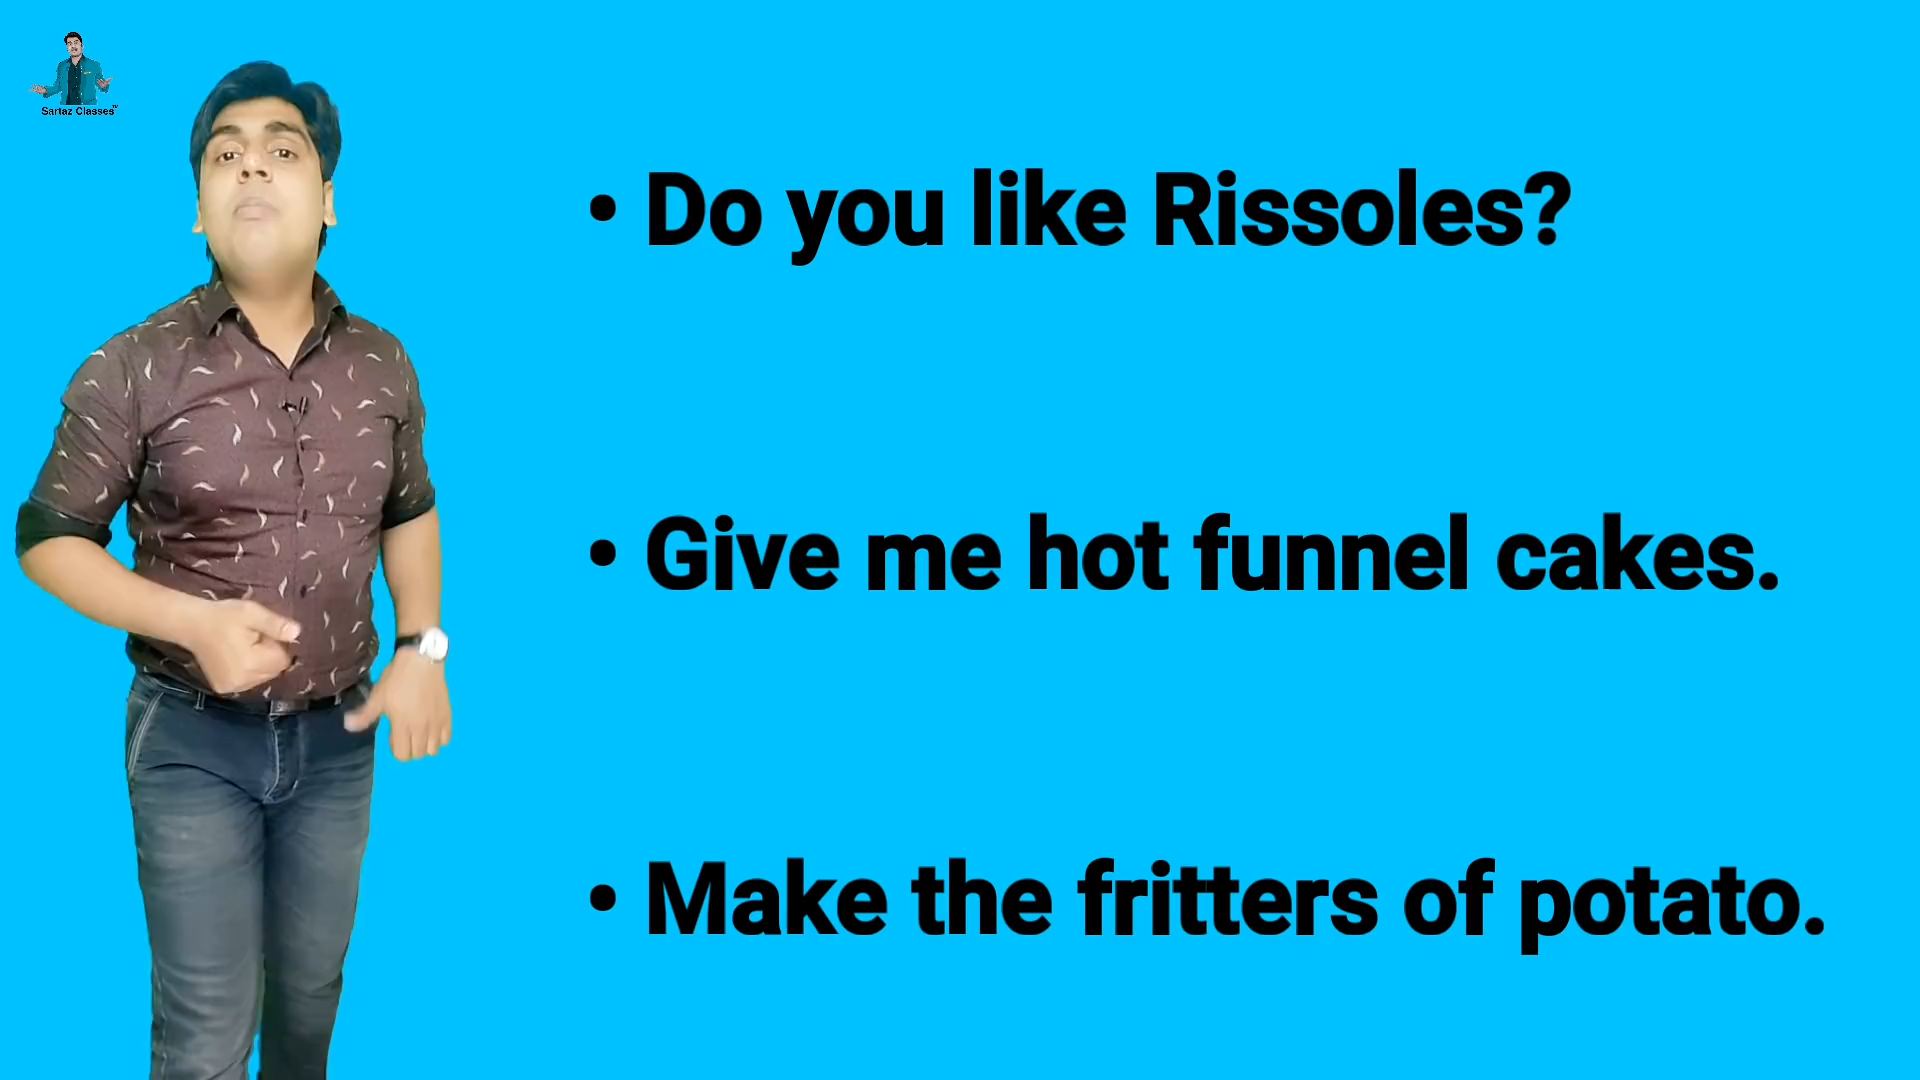 Sartaz Classes
• Do you like Rissoles?
• Give me hot funnel cakes.
• Make the fritters of potato.